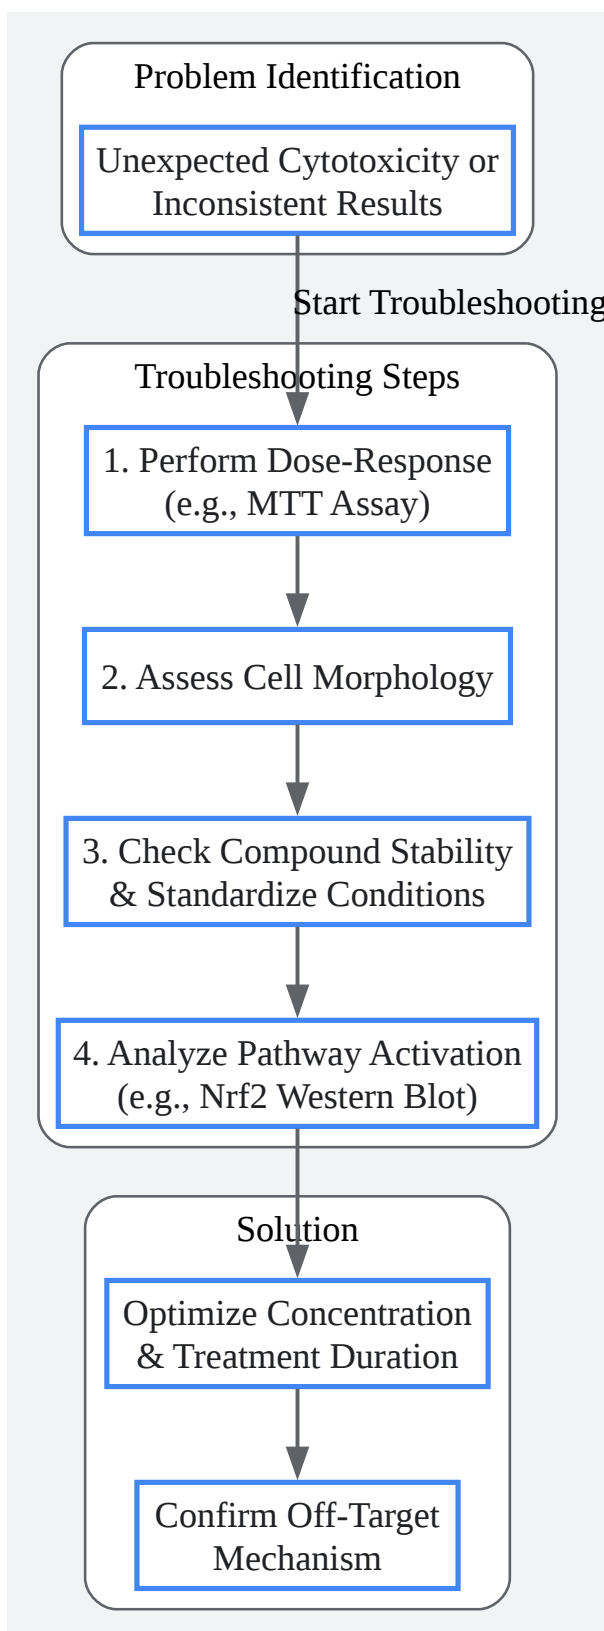 Problem Identification
Unexpected Cytotoxicity or
Inconsistent Results
Start Troubleshooting
Troubleshooting Steps
1. Perform Dose-Response
(e.g., MTT Assay)
2. Assess Cell Morphology
3. Check Compound Stability
& Standardize Conditions
4. Analyze Pathway Activation
(e.g., Nrf2 Western Blot)
Solution
Optimize Concentration
& Treatment Duration
Confirm Off-Target
Mechanism